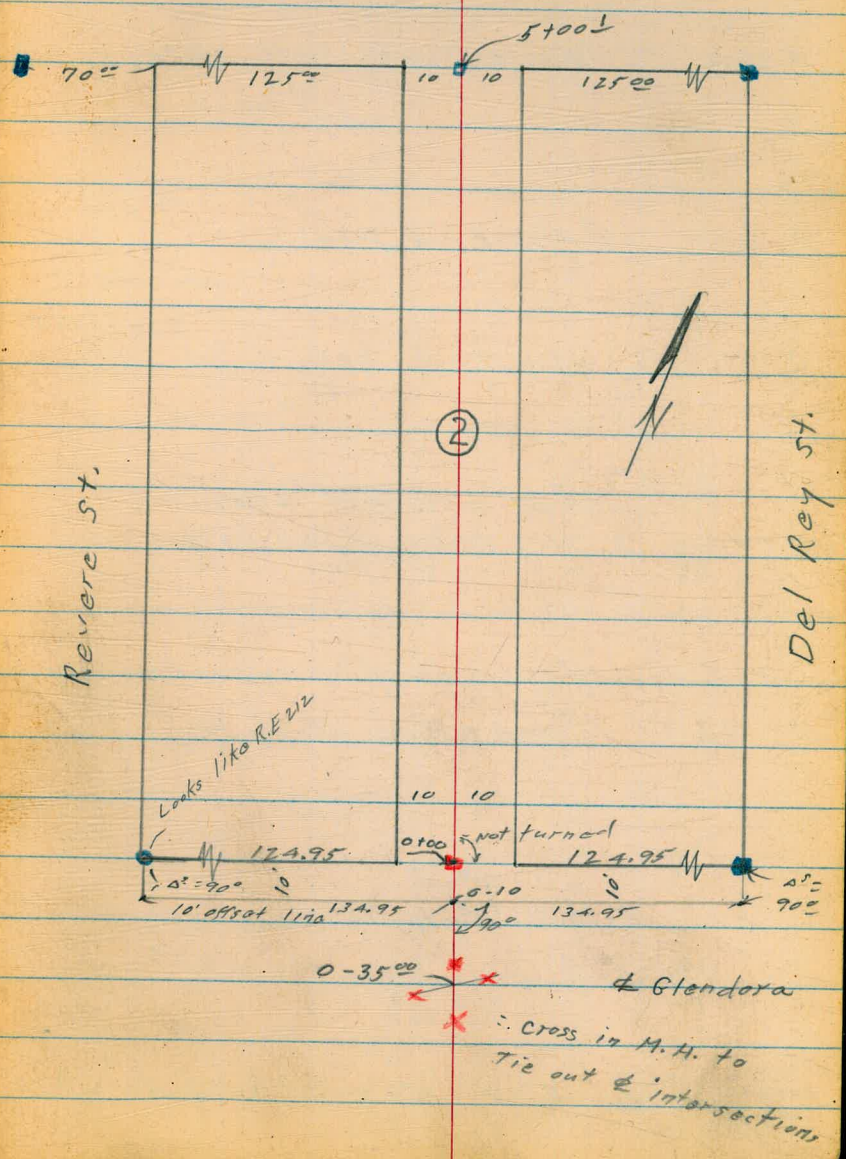 5+00 1
70 00
125 00
10
10
125 00
2
N
Revere St.
Del Rey St.
Looks like R.E 212
10
10
0+00
Not turned
124.95
124.95
Δ s = 90°
10'
0-10
10'
Δ s = 90°
10' offset line
134.95
90°
134.95
0-35 00
℄ Glendora
∴ Cross in M.H. to
Tie out ℄ intersections